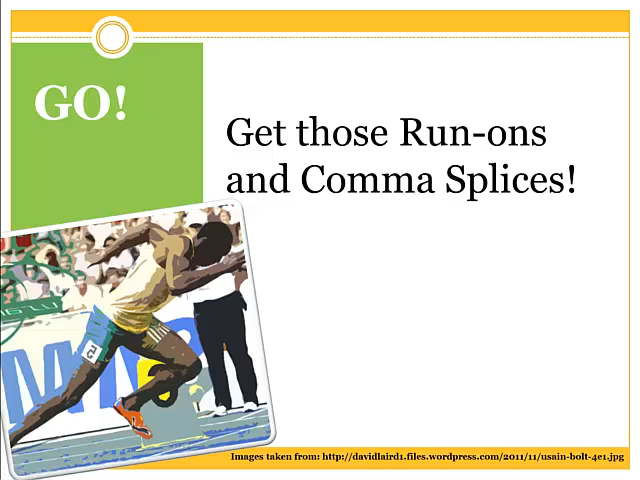 GO!
Get those Run-ons
and Comma Splices!
Images taken from: http://davidlaird1.files.wordpress.com/2011/11/usain-bolt-4e1.jpg